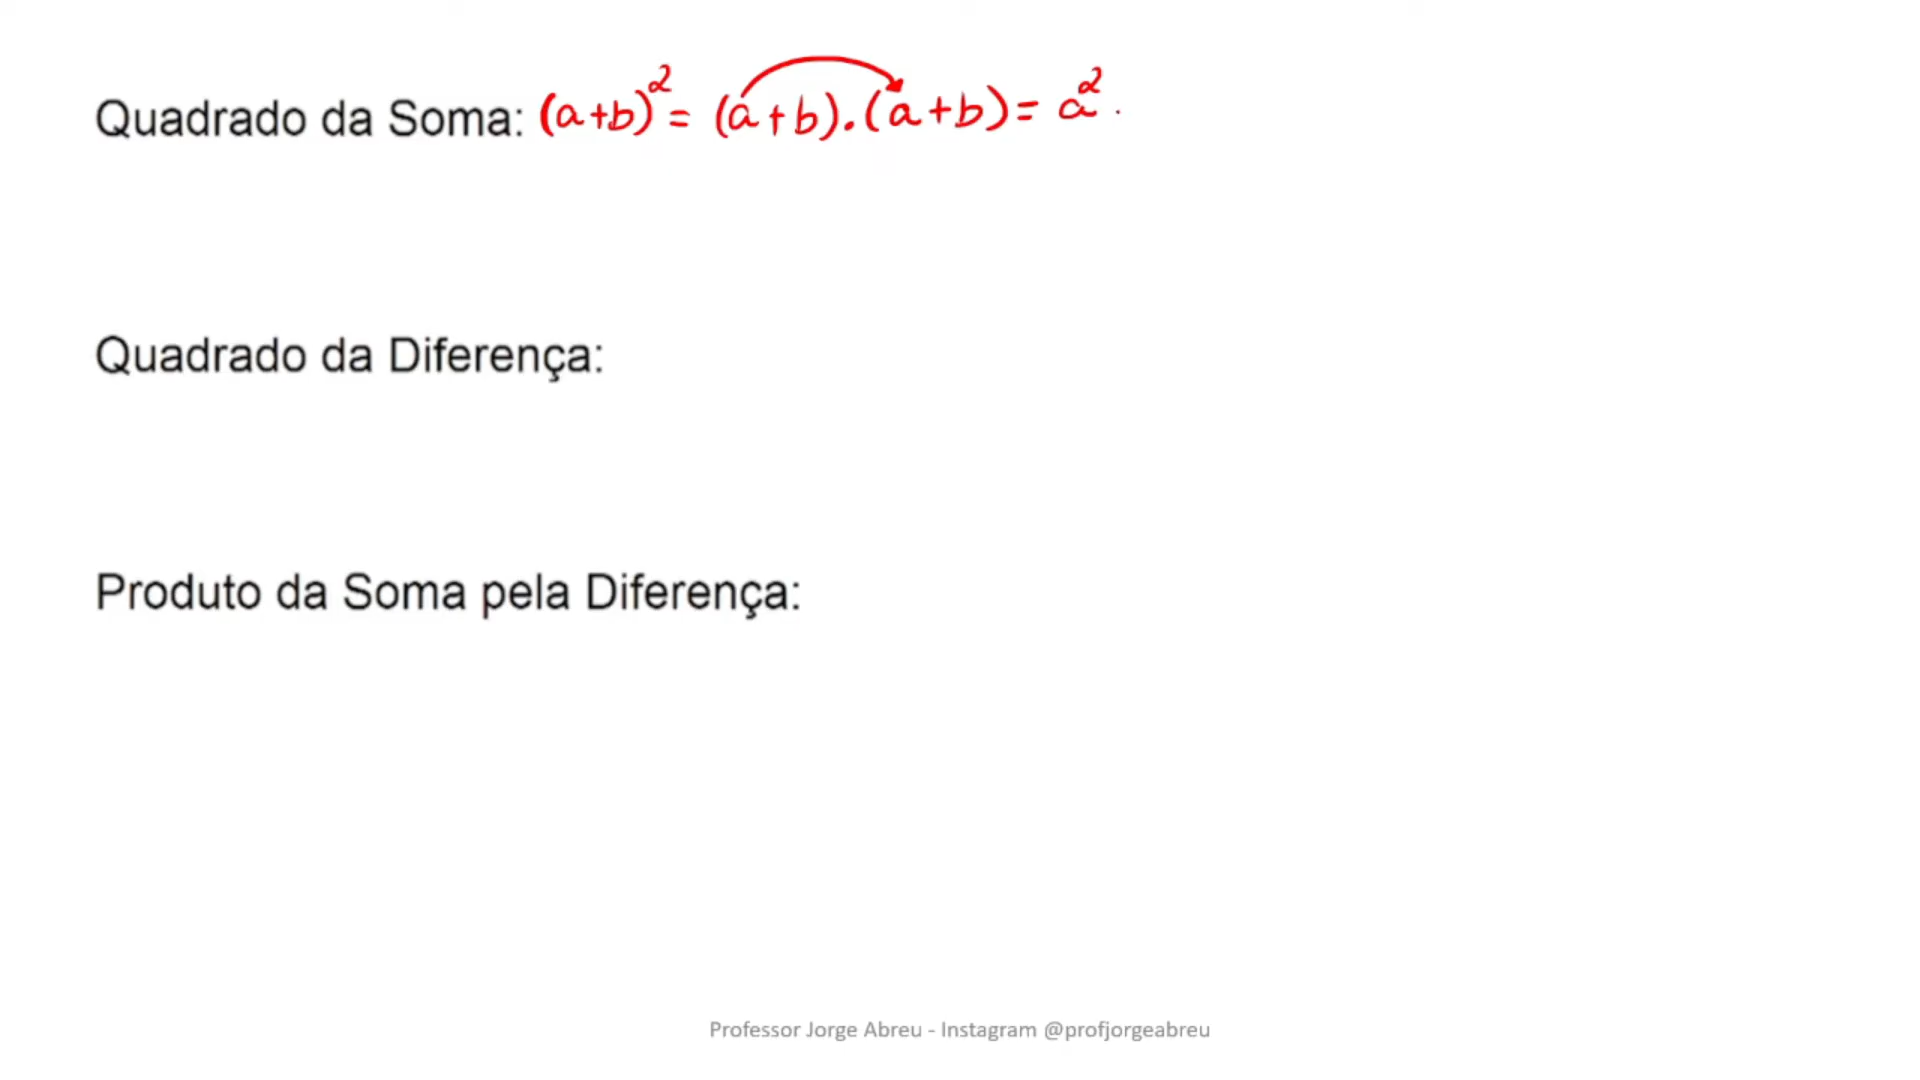 Quadrado da Soma: (a+b)² = (a+b).(a+b) = a²
Quadrado da Diferença:
Produto da Soma pela Diferença:
Professor Jorge Abreu - Instagram @profjorgeabreu